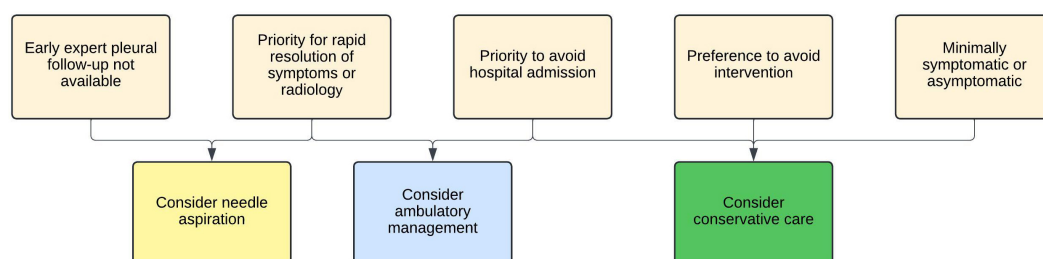 Early expert pleural
follow-up not
available
Priority for rapid
resolution of
symptoms or
radiology
Priority to avoid
hospital admission
Preference to avoid
intervention
Minimally
symptomatic or
asymptomatic
Consider needle
aspiration
Consider
ambulatory
management
Consider
conservative care